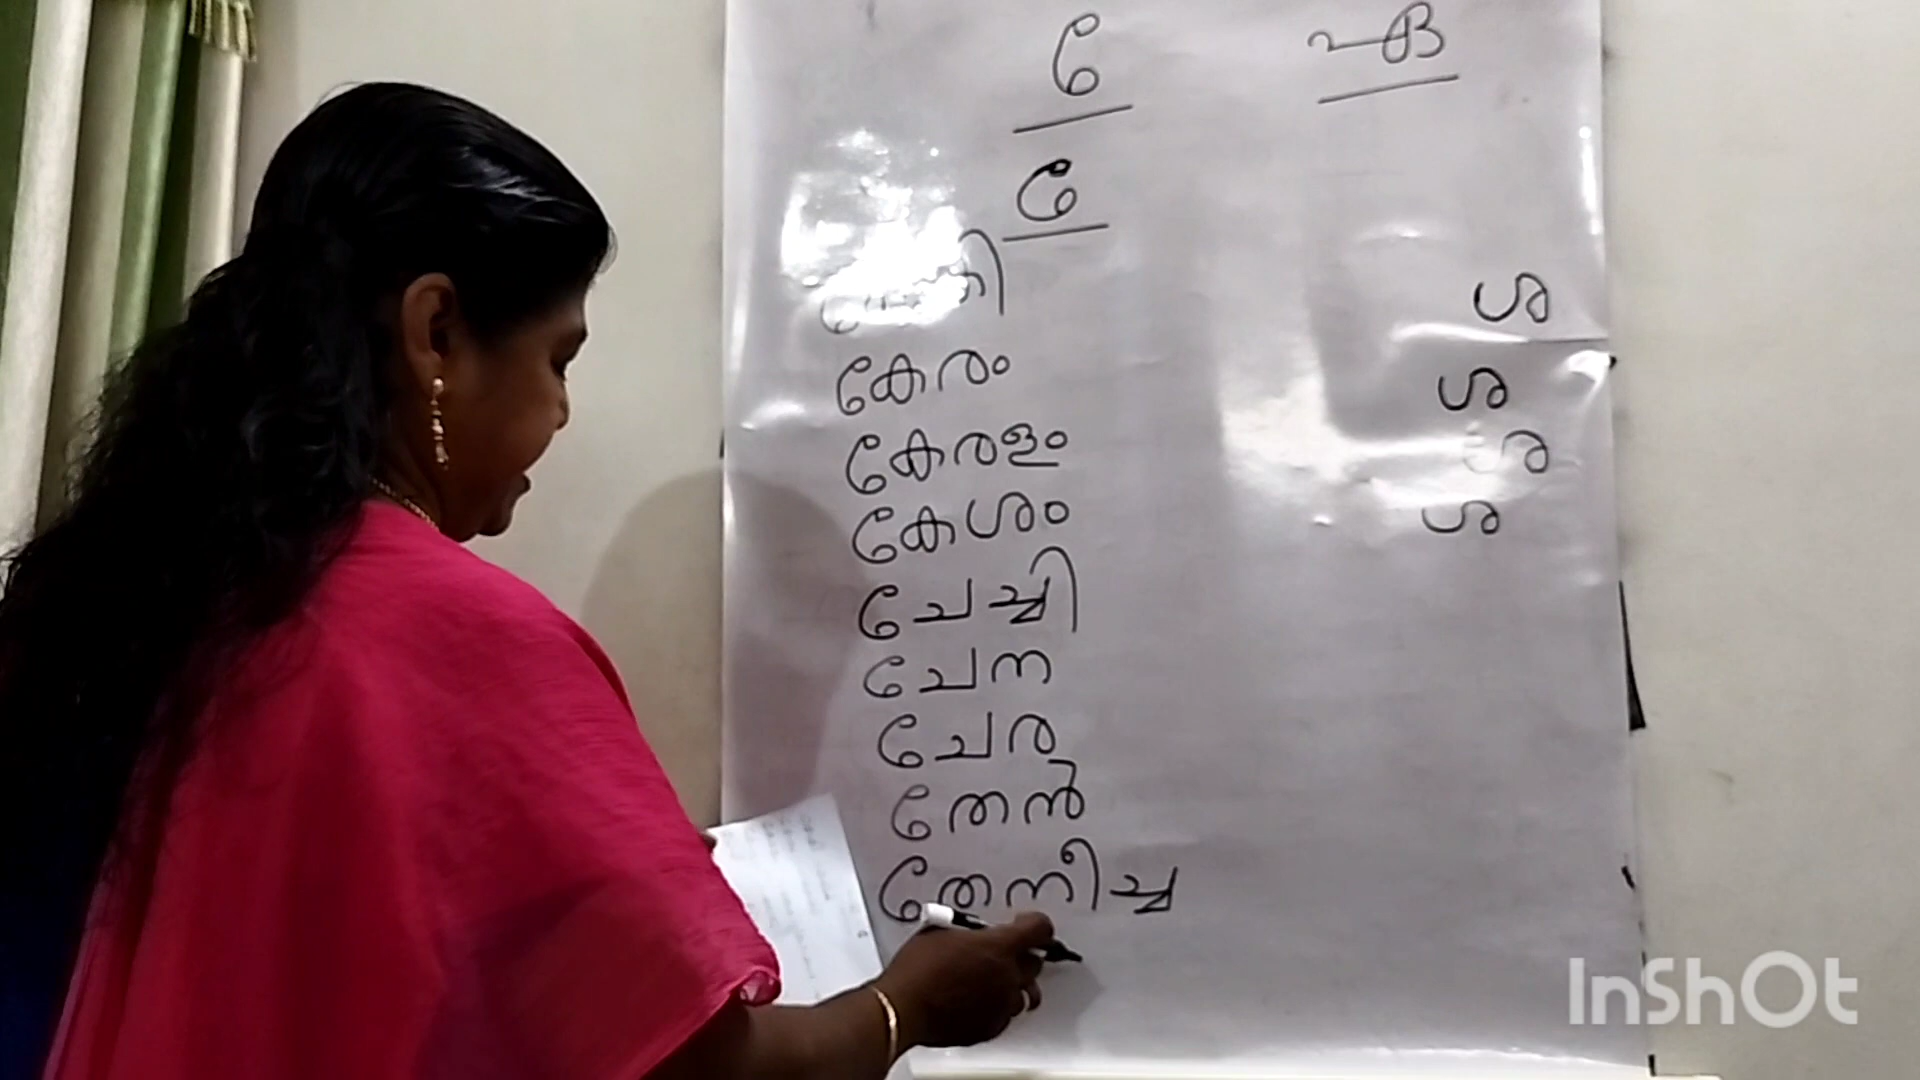 േ ഏ
േ
ശ
കേരം ശ
കേരളം ശ
കേശം ശ
ചേച്ചി
ചേന
ചേര
തേൻ
തേനീച്ച
InShOt